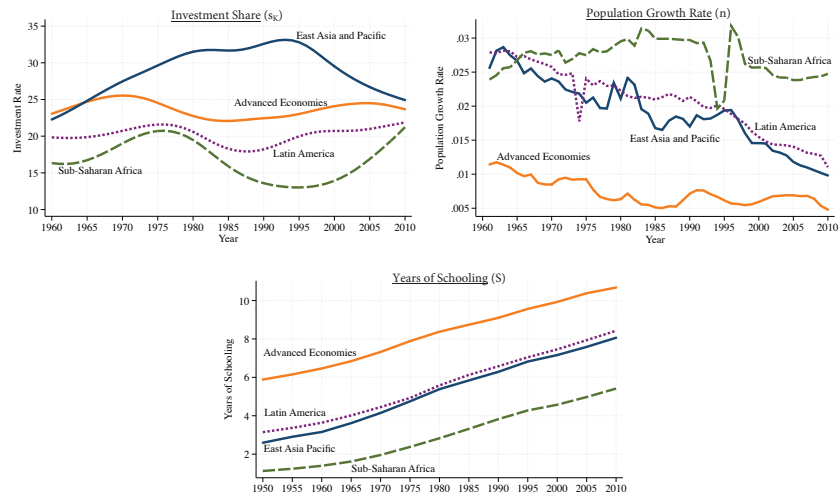 Investment Share (sK)
Investment Rate
35
30
25
20
15
10
East Asia and Pacific
Advanced Economies
Latin America
Sub-Saharan Africa
1960 1965 1970 1975 1980 1985 1990 1995 2000 2005 2010
Year
Population Growth Rate (n)
Population Growth Rate
.03
.025
.02
.015
.01
.005
Sub-Saharan Africa
Latin America
East Asia and Pacific
Advanced Economies
1960 1965 1970 1975 1980 1985 1990 1995 2000 2005 2010
Year
Years of Schooling (S)
Years of Schooling
10
8
6
4
2
Advanced Economies
Latin America
East Asia Pacific
Sub-Saharan Africa
1950 1955 1960 1965 1970 1975 1980 1985 1990 1995 2000 2005 2010